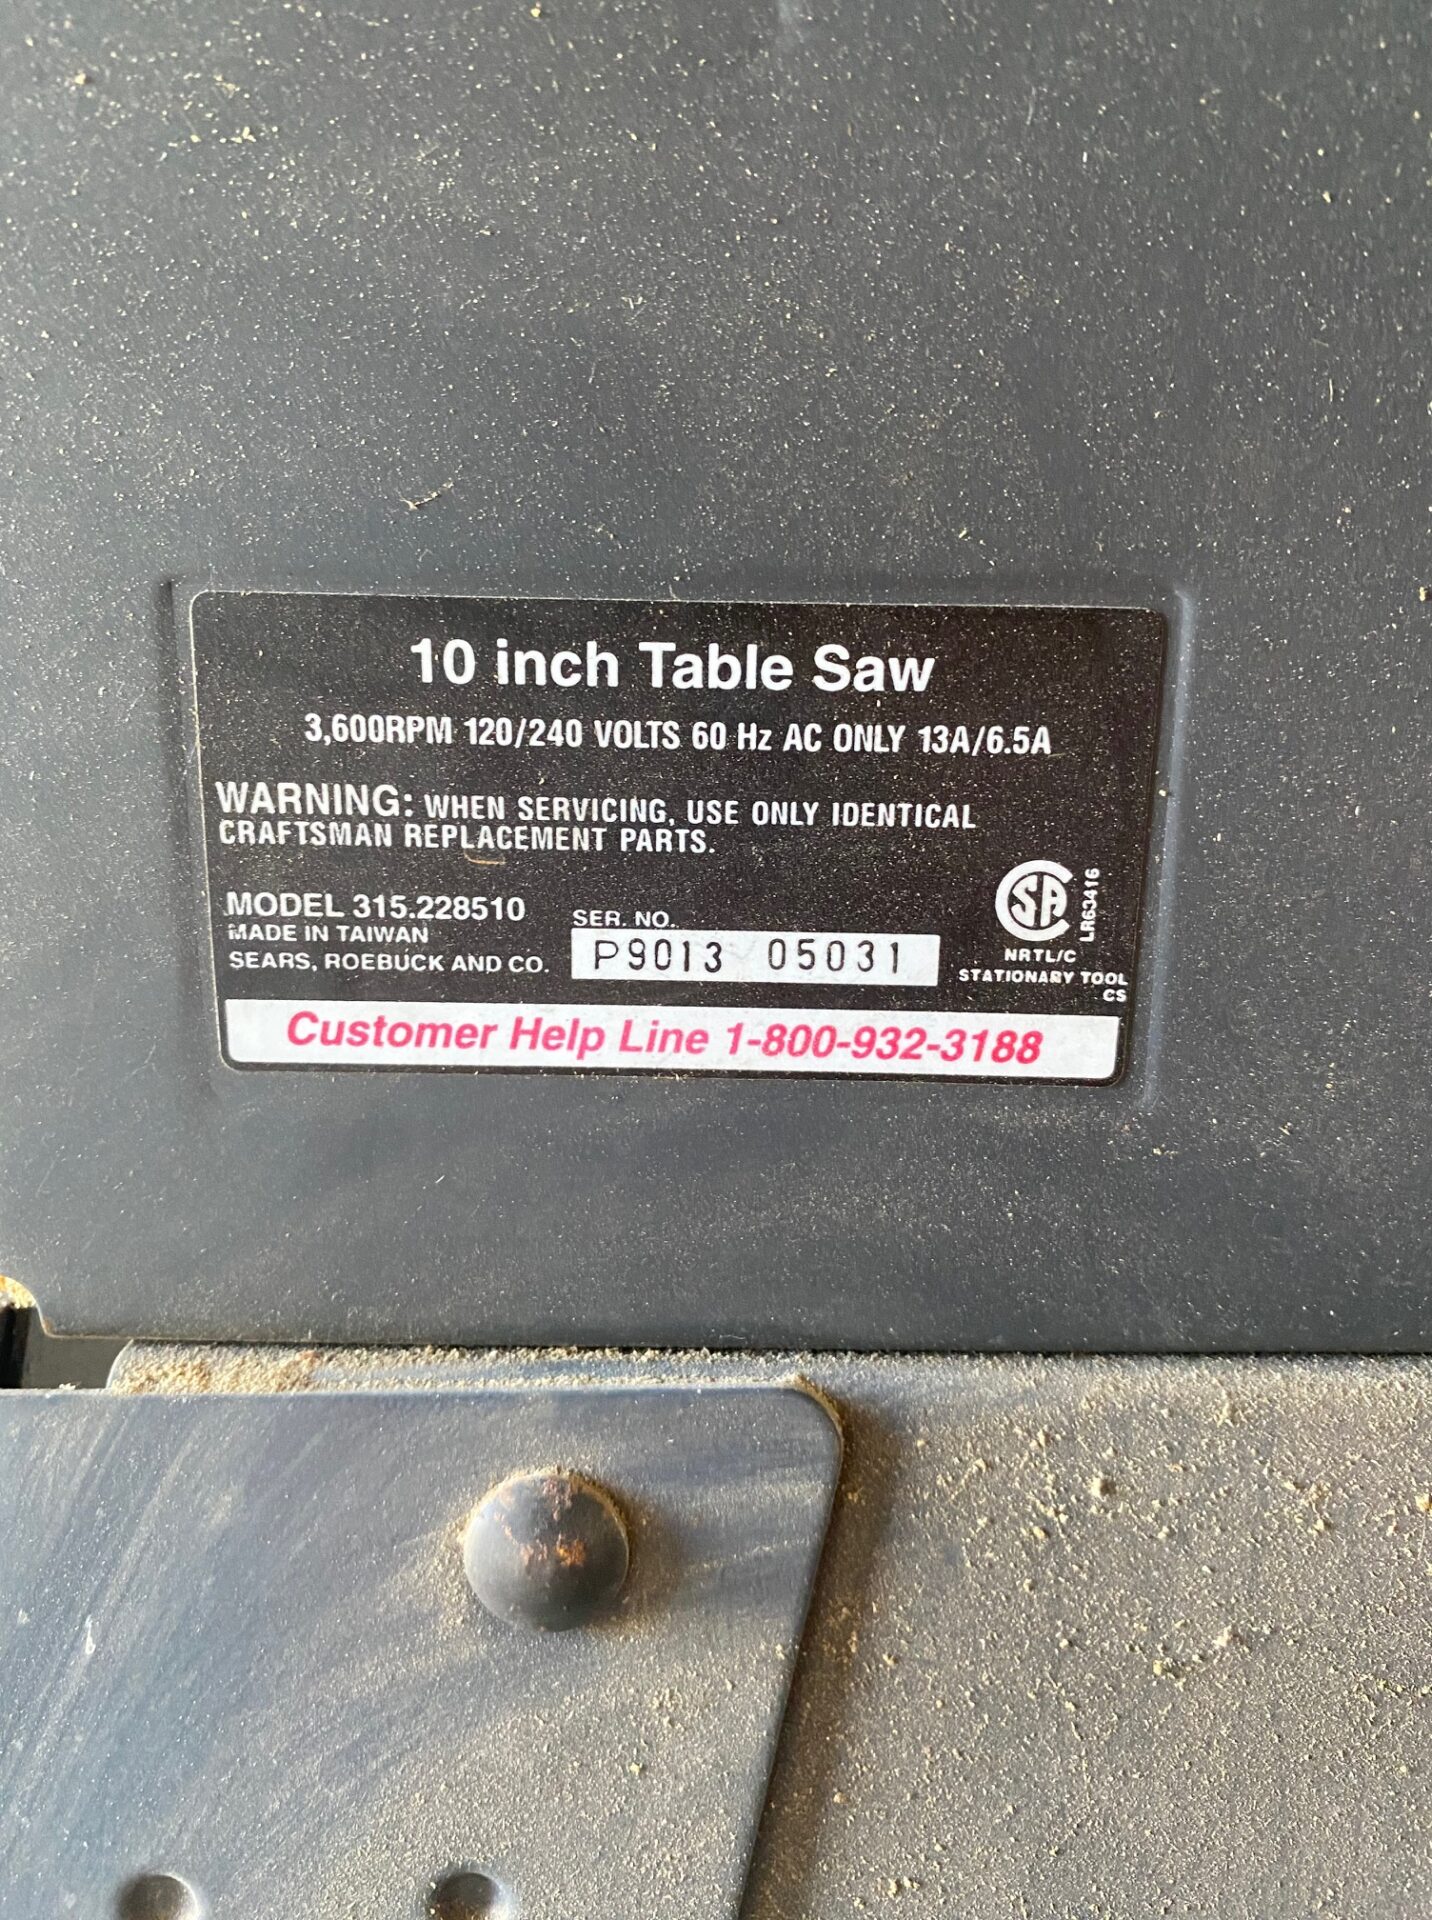 10 inch Table Saw
3,600RPM 120/240 VOLTS 60 Hz AC ONLY 13A/6.5A
WARNING: WHEN SERVICING, USE ONLY IDENTICAL
CRAFTSMAN REPLACEMENT PARTS.
MODEL 315.228510
MADE IN TAIWAN
SEARS, ROEBUCK AND CO.
SER. NO.
P9013 05031
SA
LR63416
NRTL/C
STATIONARY TOOL
CS
Customer Help Line 1-800-932-3188